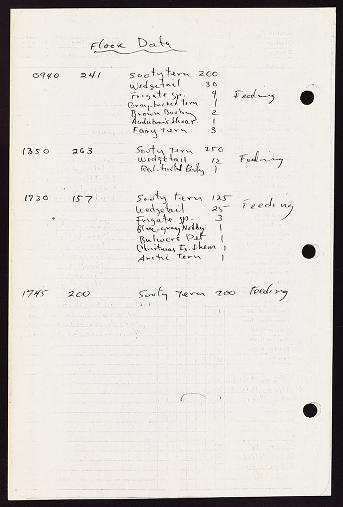 Flock Data
0940 241 Sooty tern 200
Wedgetail 30
Frigate sp. 4 Feeding
Gray-backed tern 1
Brown Booby 2
Audubon's Shear. 1
Fairy tern 3
1350 263 Sooty tern 250
Wedgetail 12 Feeding
Red-footed Booby 1
1730 157 Sooty tern 125
Wedgetail 25 Feeding
Frigate sp. 3
Blue-gray Noddy 1
Bulwers Pet 1
Christmas Is. Shear 1
Arctic Tern 1
1745 200 Sooty Tern 200 Feeding